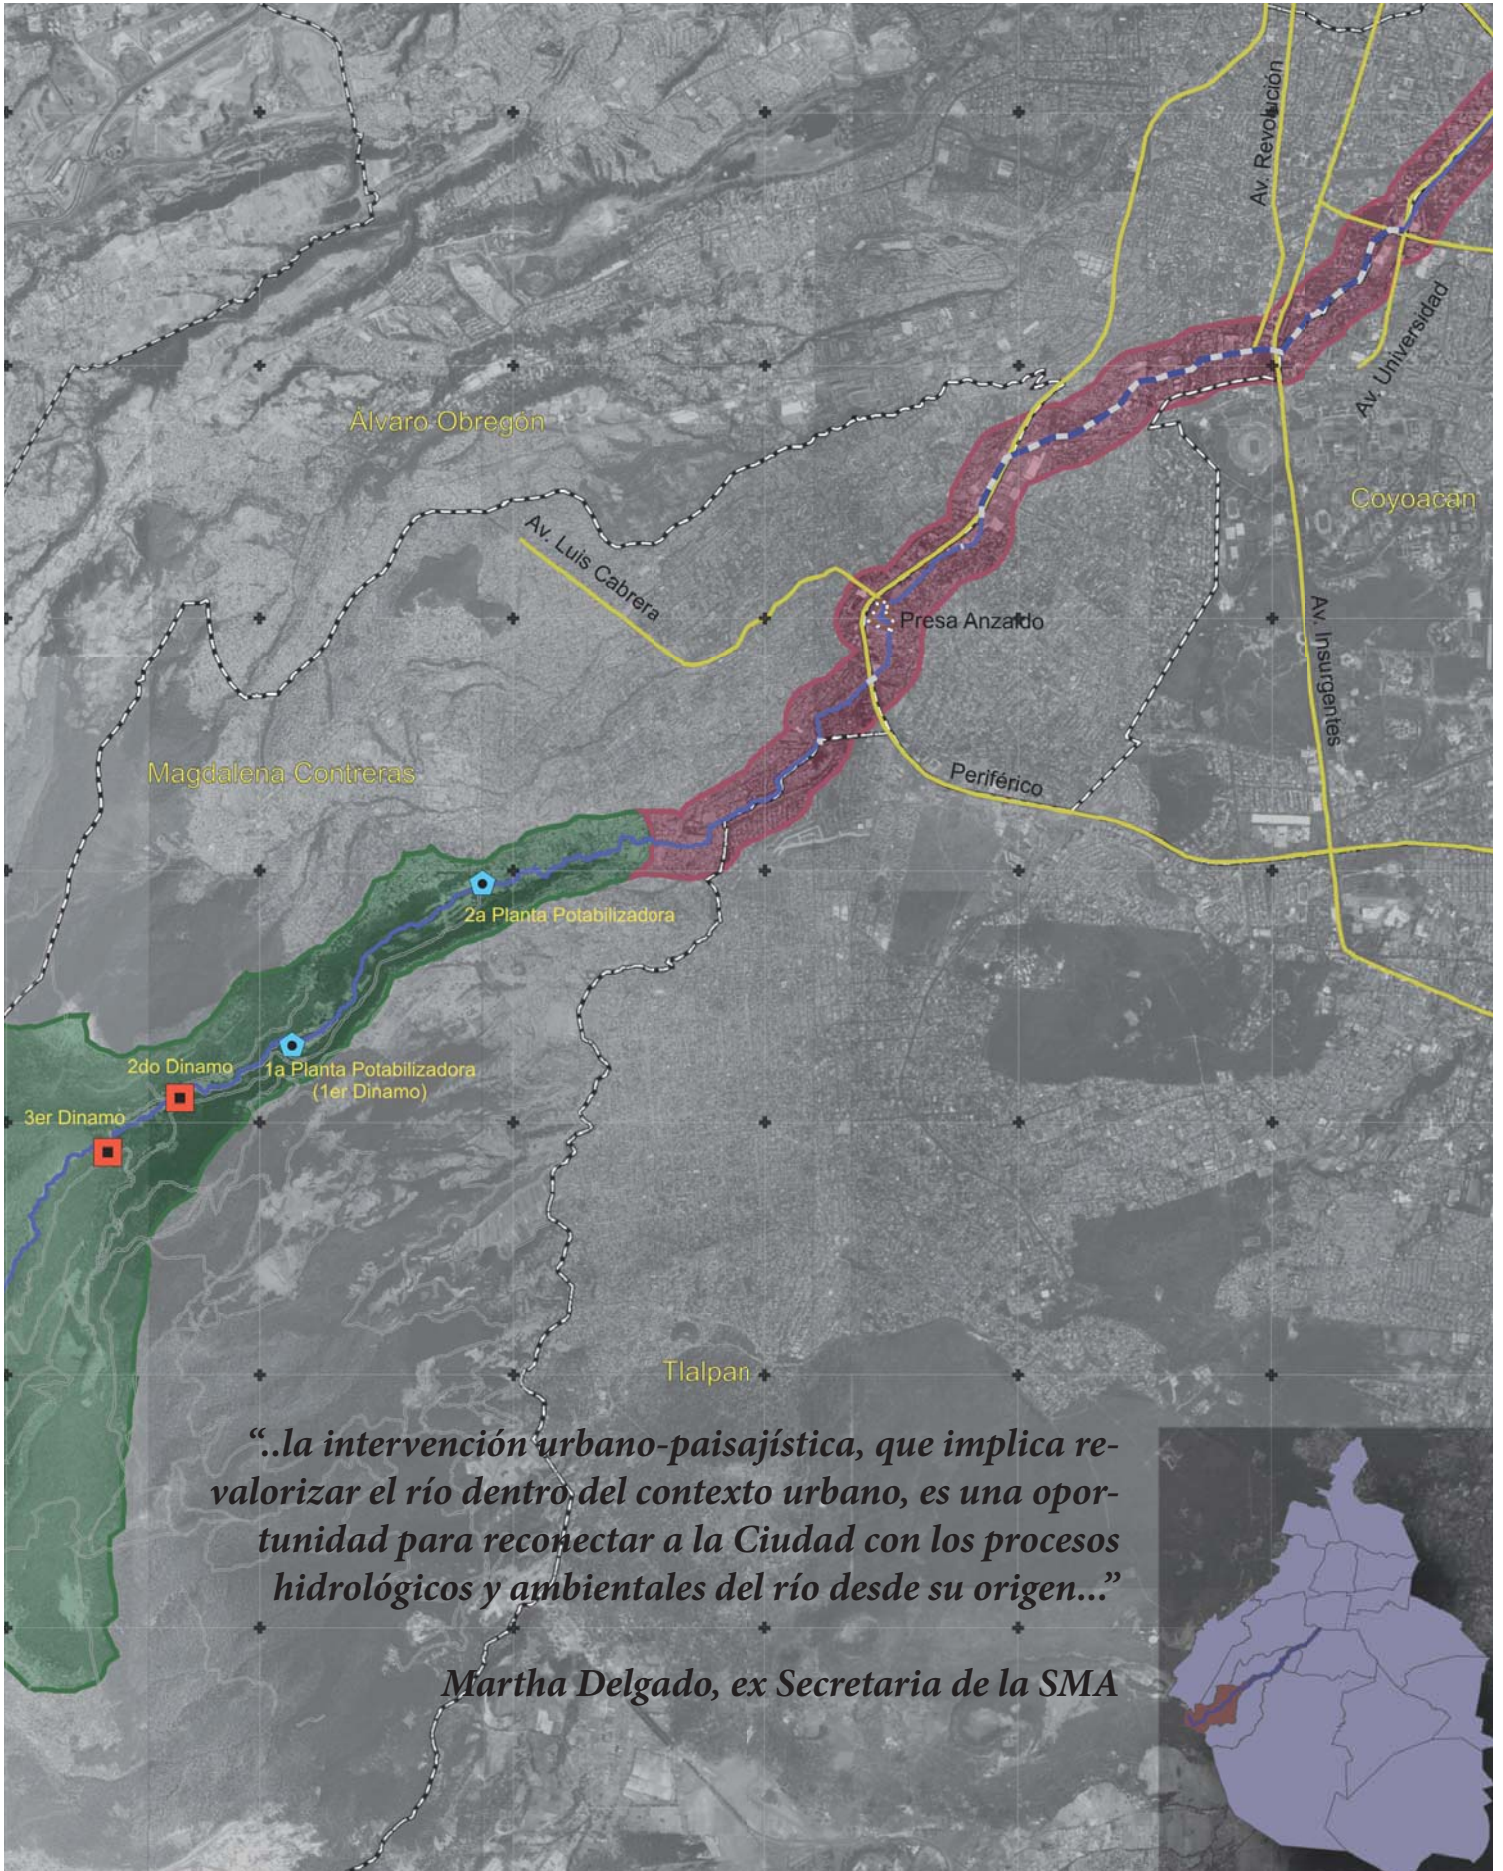 Av. Revolución
Av. Universidad
Álvaro Obregón
Coyoacán
Av. Luis Cabrera
Presa Anzaldo
Av. Insurgentes
Magdalena Contreras
Periférico
2a Planta Potabilizadora
2do Dinamo
1a Planta Potabilizadora
(1er Dinamo)
3er Dinamo
Tlalpan
“..la intervención urbano-paisajística, que implica re-
valorizar el río dentro del contexto urbano, es una opor-
tunidad para reconectar a la Ciudad con los procesos
hidrológicos y ambientales del río desde su origen...”
Martha Delgado, ex Secretaria de la SMA